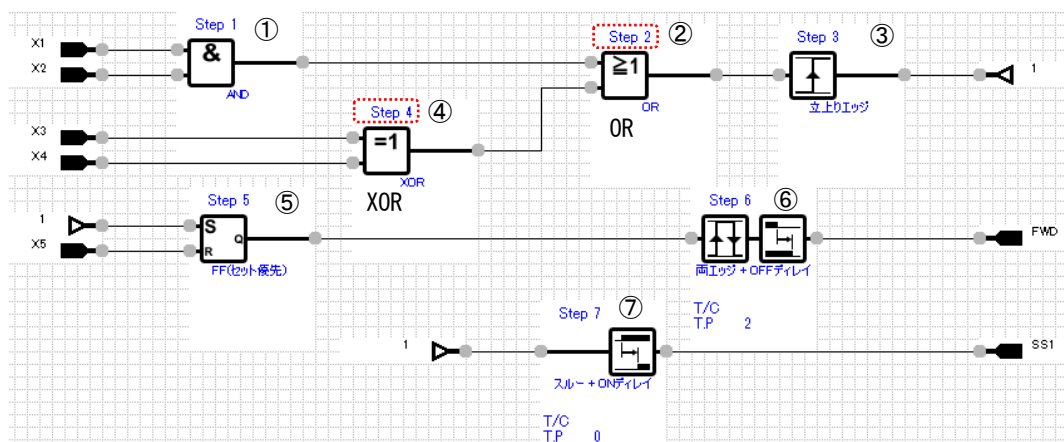 Step 1 ①
X1
X2
&
AND
Step 2 ②
≧1
OR
OR
Step 3 ③
立上りエッジ
1
X3
X4
Step 4 ④
=1
XOR
XOR
1
X5
Step 5 ⑤
S
R
Q
FF(セット優先)
Step 6 ⑥
両エッジ+OFFディレイ
T/C
T.P 2
FWD
1
Step 7 ⑦
スルー+ONディレイ
T/C
T.P 0
SS1